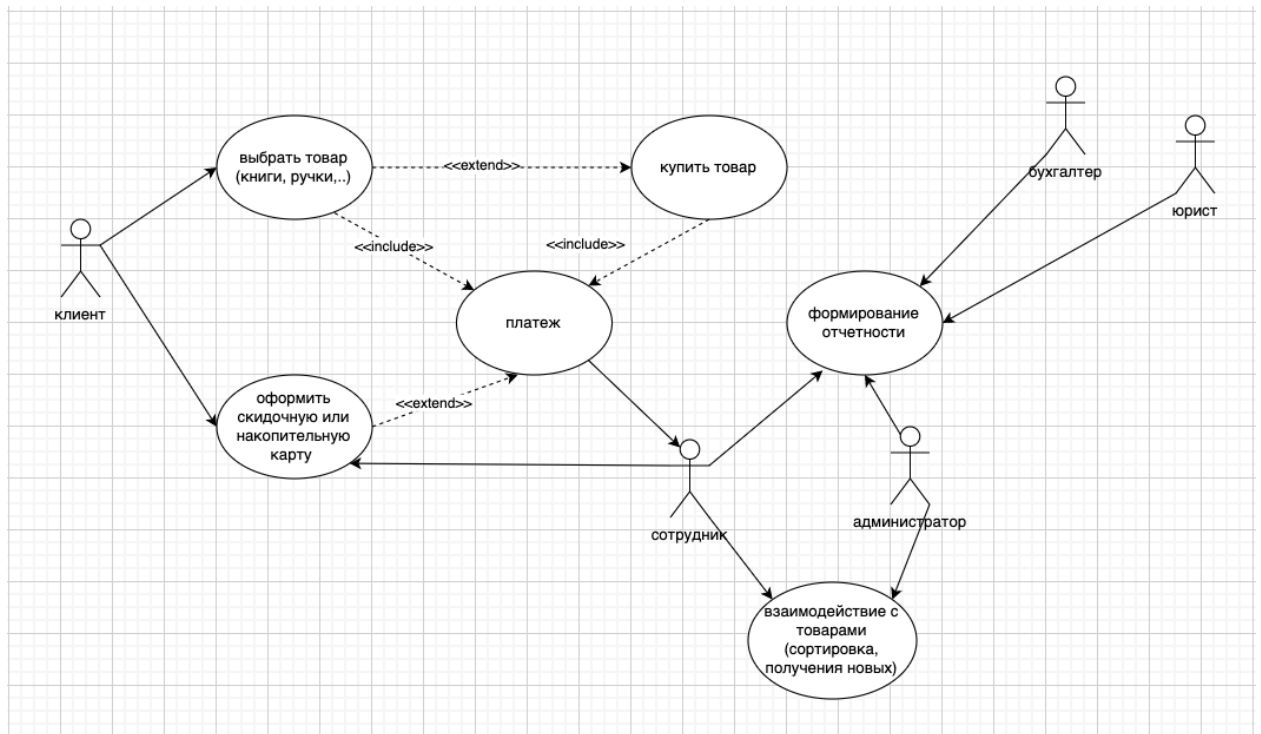 выбрать товар
(книги, ручки,..)
<<extend>>
купить товар
бухгалтер
юрист
<<include>>
<<include>>
клиент
платеж
формирование
отчетности
оформить
скидочную или
накопительную
карту
<<extend>>
сотрудник
администратор
взаимодействие с
товарами
(сортировка,
получения новых)